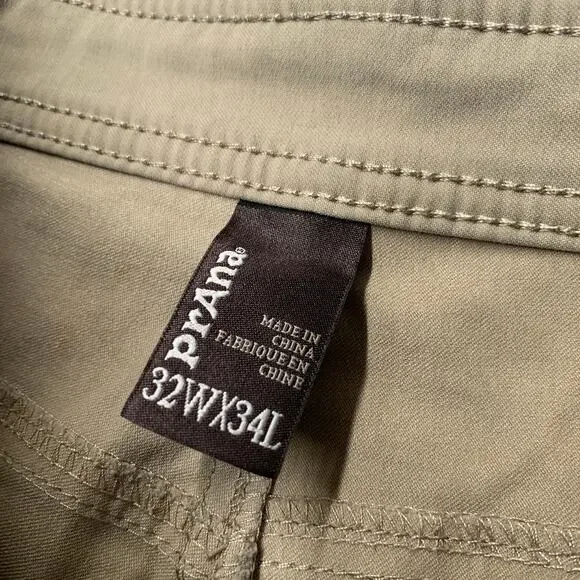 prAna®
MADE IN
CHINA
FABRIQUE EN
CHINE
32WX34L